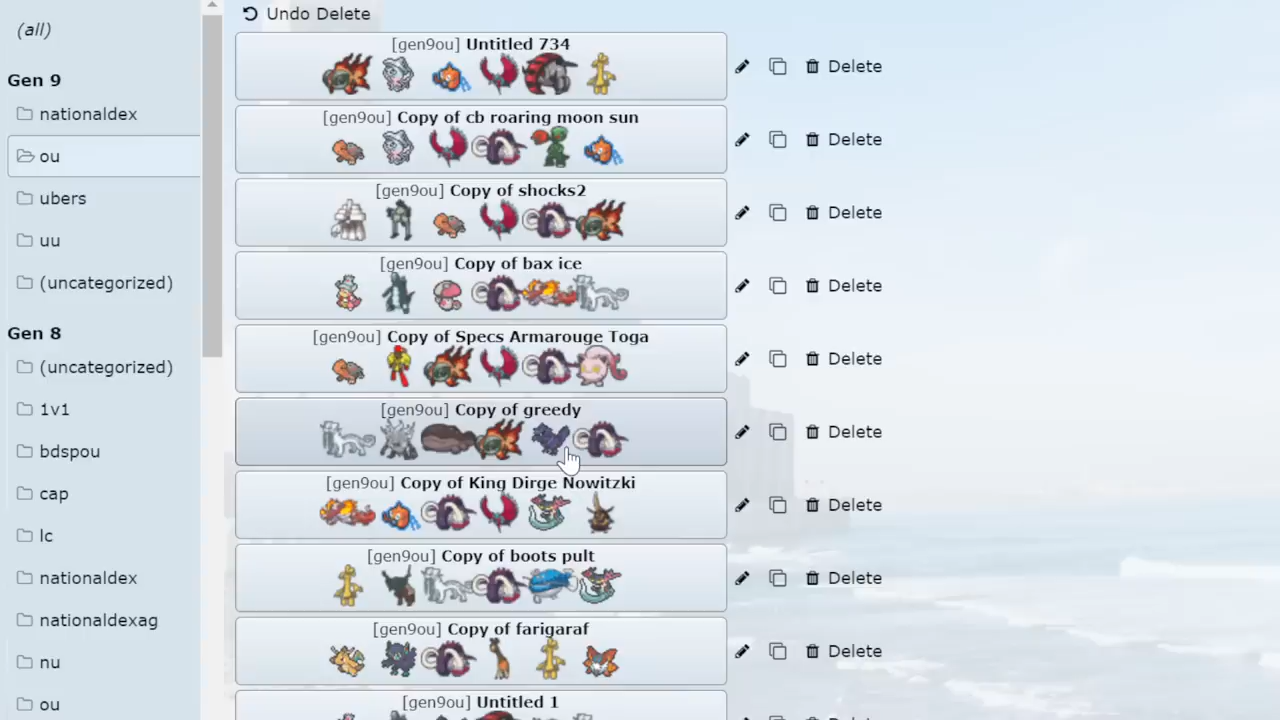 (all)
Gen 9
nationaldex
ou
ubers
uu
(uncategorized)
Gen 8
(uncategorized)
1v1
bdspou
cap
lc
nationaldex
nationaldexag
nu
ou
Undo Delete
[gen9ou] Untitled 734
Delete
[gen9ou] Copy of cb roaring moon sun
Delete
[gen9ou] Copy of shocks2
Delete
[gen9ou] Copy of bax ice
Delete
[gen9ou] Copy of Specs Armarouge Toga
Delete
[gen9ou] Copy of greedy
Delete
[gen9ou] Copy of King Dirge Nowitzki
Delete
[gen9ou] Copy of boots pult
Delete
[gen9ou] Copy of farigaraf
Delete
[gen9ou] Untitled 1
Delete